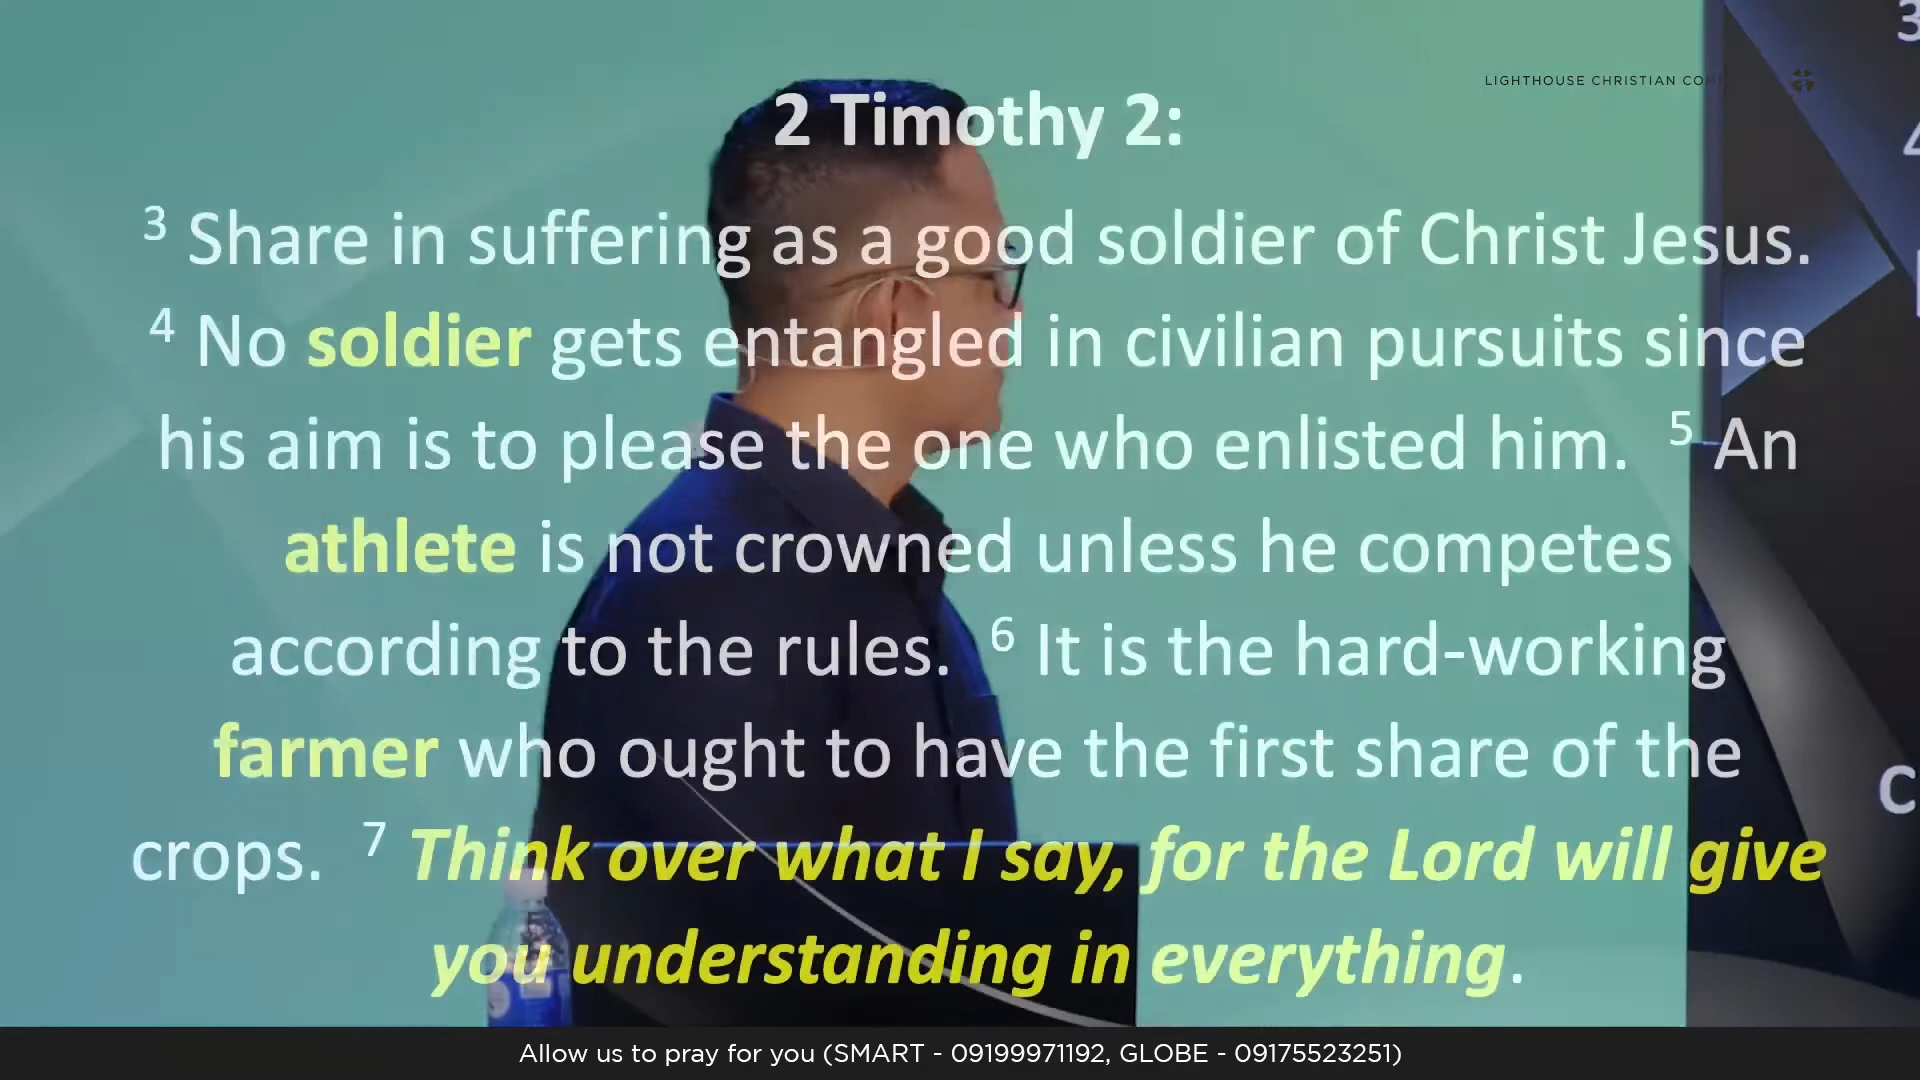 LIGHTHOUSE CHRISTIAN
2 Timothy 2:
3 Share in suffering as a good soldier of Christ Jesus.
4 No soldier gets entangled in civilian pursuits since
his aim is to please the one who enlisted him. 5 An
athlete is not crowned unless he competes
according to the rules. 6 It is the hard-working
farmer who ought to have the first share of the
crops. 7 Think over what I say, for the Lord will give
you understanding in everything.
Allow us to pray for you (SMART - 09199971192, GLOBE - 09175523251)